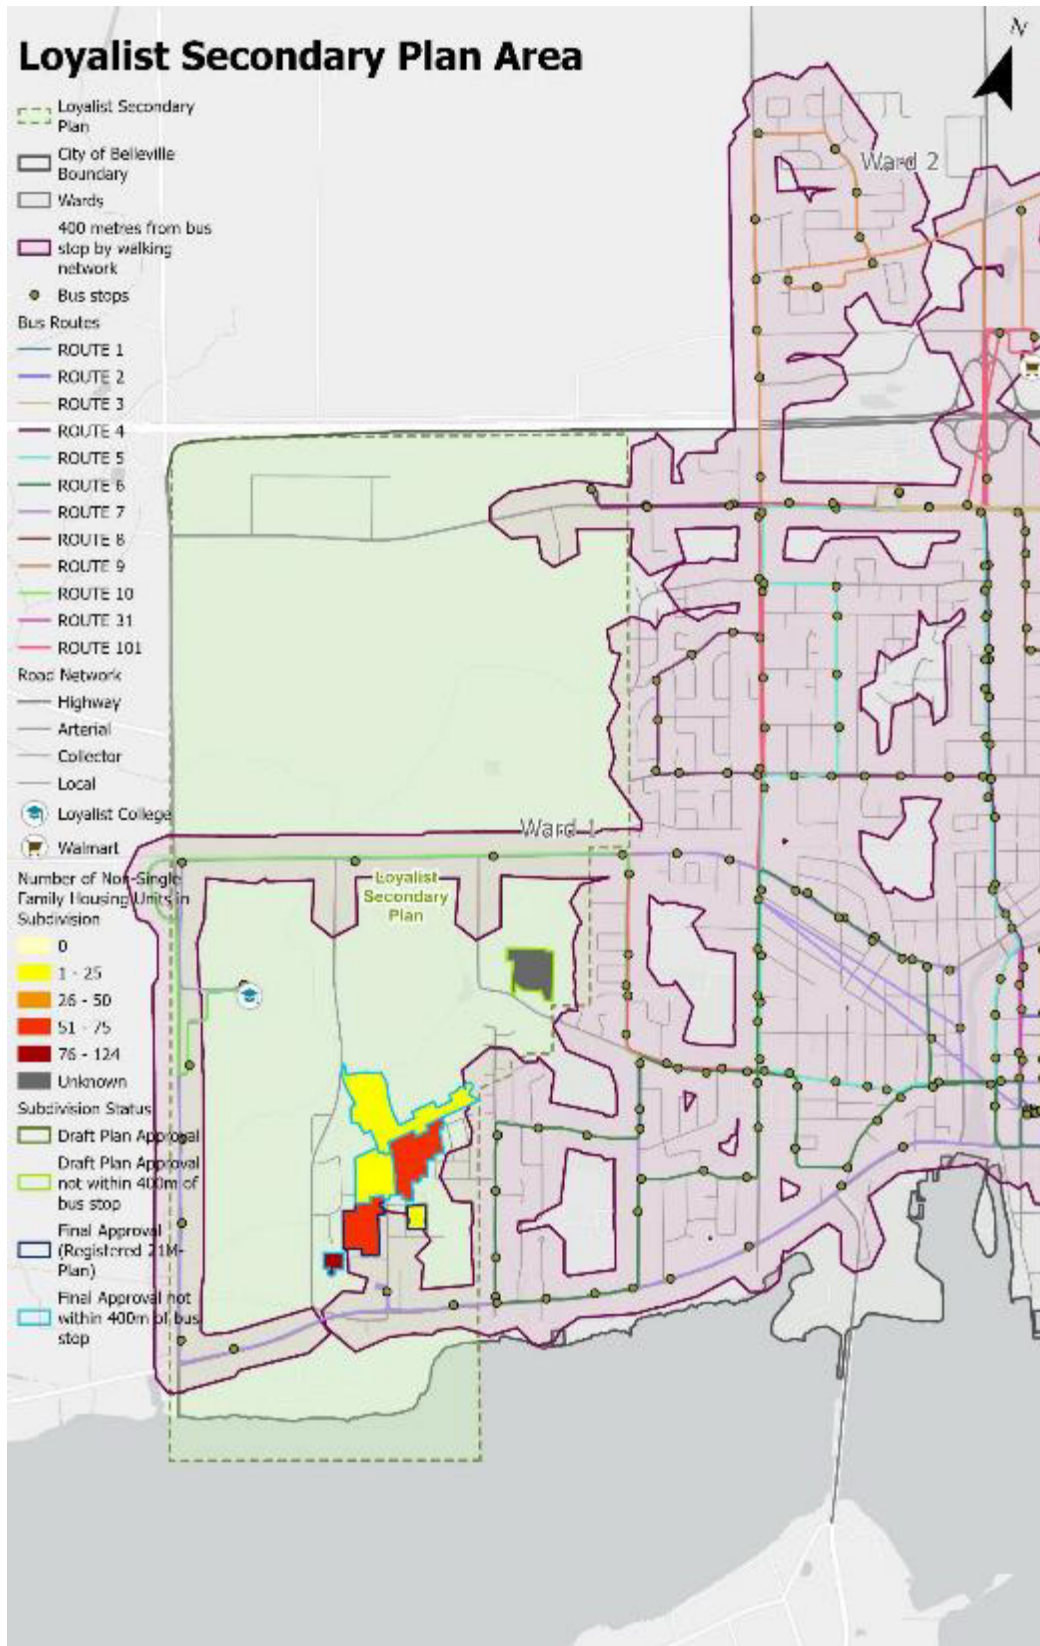 Loyalist Secondary Plan Area
N
Loyalist Secondary
Plan
City of Belleville
Boundary
Wards
400 metres from bus
stop by walking
network
Bus stops
Bus Routes
ROUTE 1
ROUTE 2
ROUTE 3
ROUTE 4
ROUTE 5
ROUTE 6
ROUTE 7
ROUTE 8
ROUTE 9
ROUTE 10
ROUTE 31
ROUTE 101
Road Network
Highway
Arterial
Collector
Local
Loyalist College
Walmart
Number of Non-Single
Family Housing Units in
Subdivision
0
1 - 25
26 - 50
51 - 75
76 - 124
Unknown
Subdivision Status
Draft Plan Approval
Draft Plan Approval
not within 400m of
bus stop
Final Approval
(Registered 21M-
Plan)
Final Approval not
within 400m of bus
stop
Ward 2
Ward 1
Loyalist
Secondary
Plan